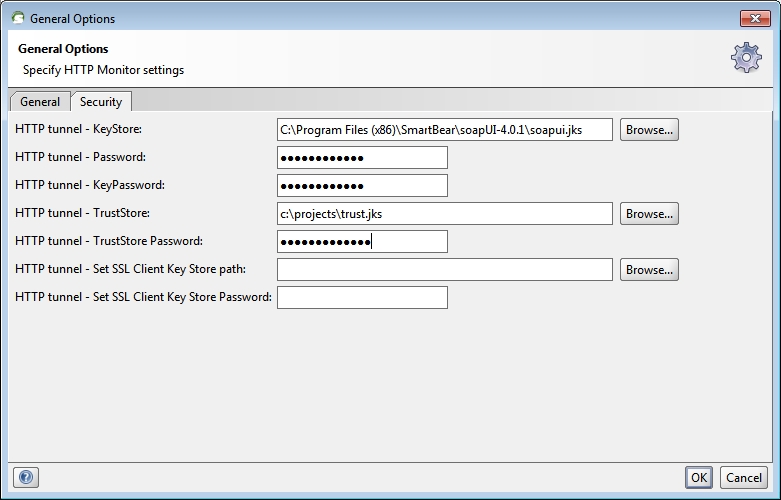 General Options
General Options
Specify HTTP Monitor settings
General Security
HTTP tunnel - KeyStore: C:\Program Files (x86)\SmartBear\soapUI-4.0.1\soapui.jks Browse...
HTTP tunnel - Password: ●●●●●●●●●●●●
HTTP tunnel - KeyPassword: ●●●●●●●●●●●●
HTTP tunnel - TrustStore: c:\projects\trust.jks Browse...
HTTP tunnel - TrustStore Password: ●●●●●●●●●●●●●
HTTP tunnel - Set SSL Client Key Store path: Browse...
HTTP tunnel - Set SSL Client Key Store Password:
? OK Cancel